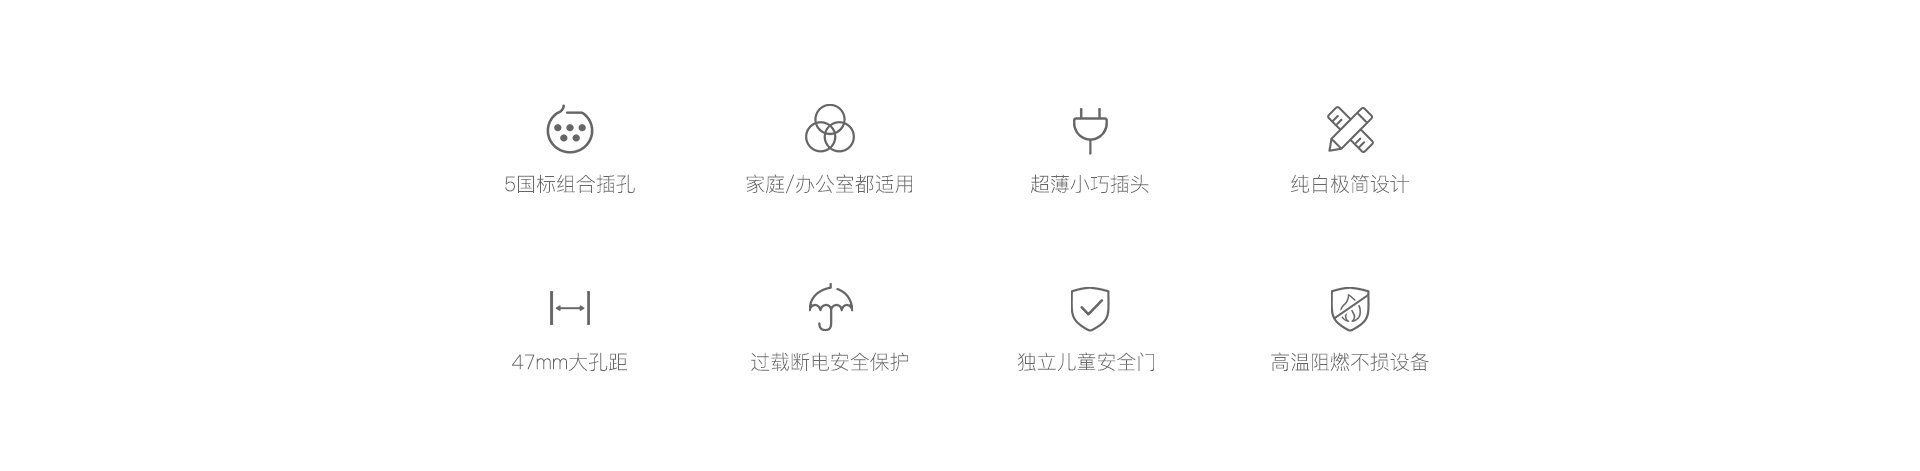 5国标组合插孔
家庭/办公室都适用
超薄小巧插头
纯白极简设计
47mm大孔距
过载断电安全保护
独立儿童安全门
高温阻燃不损设备